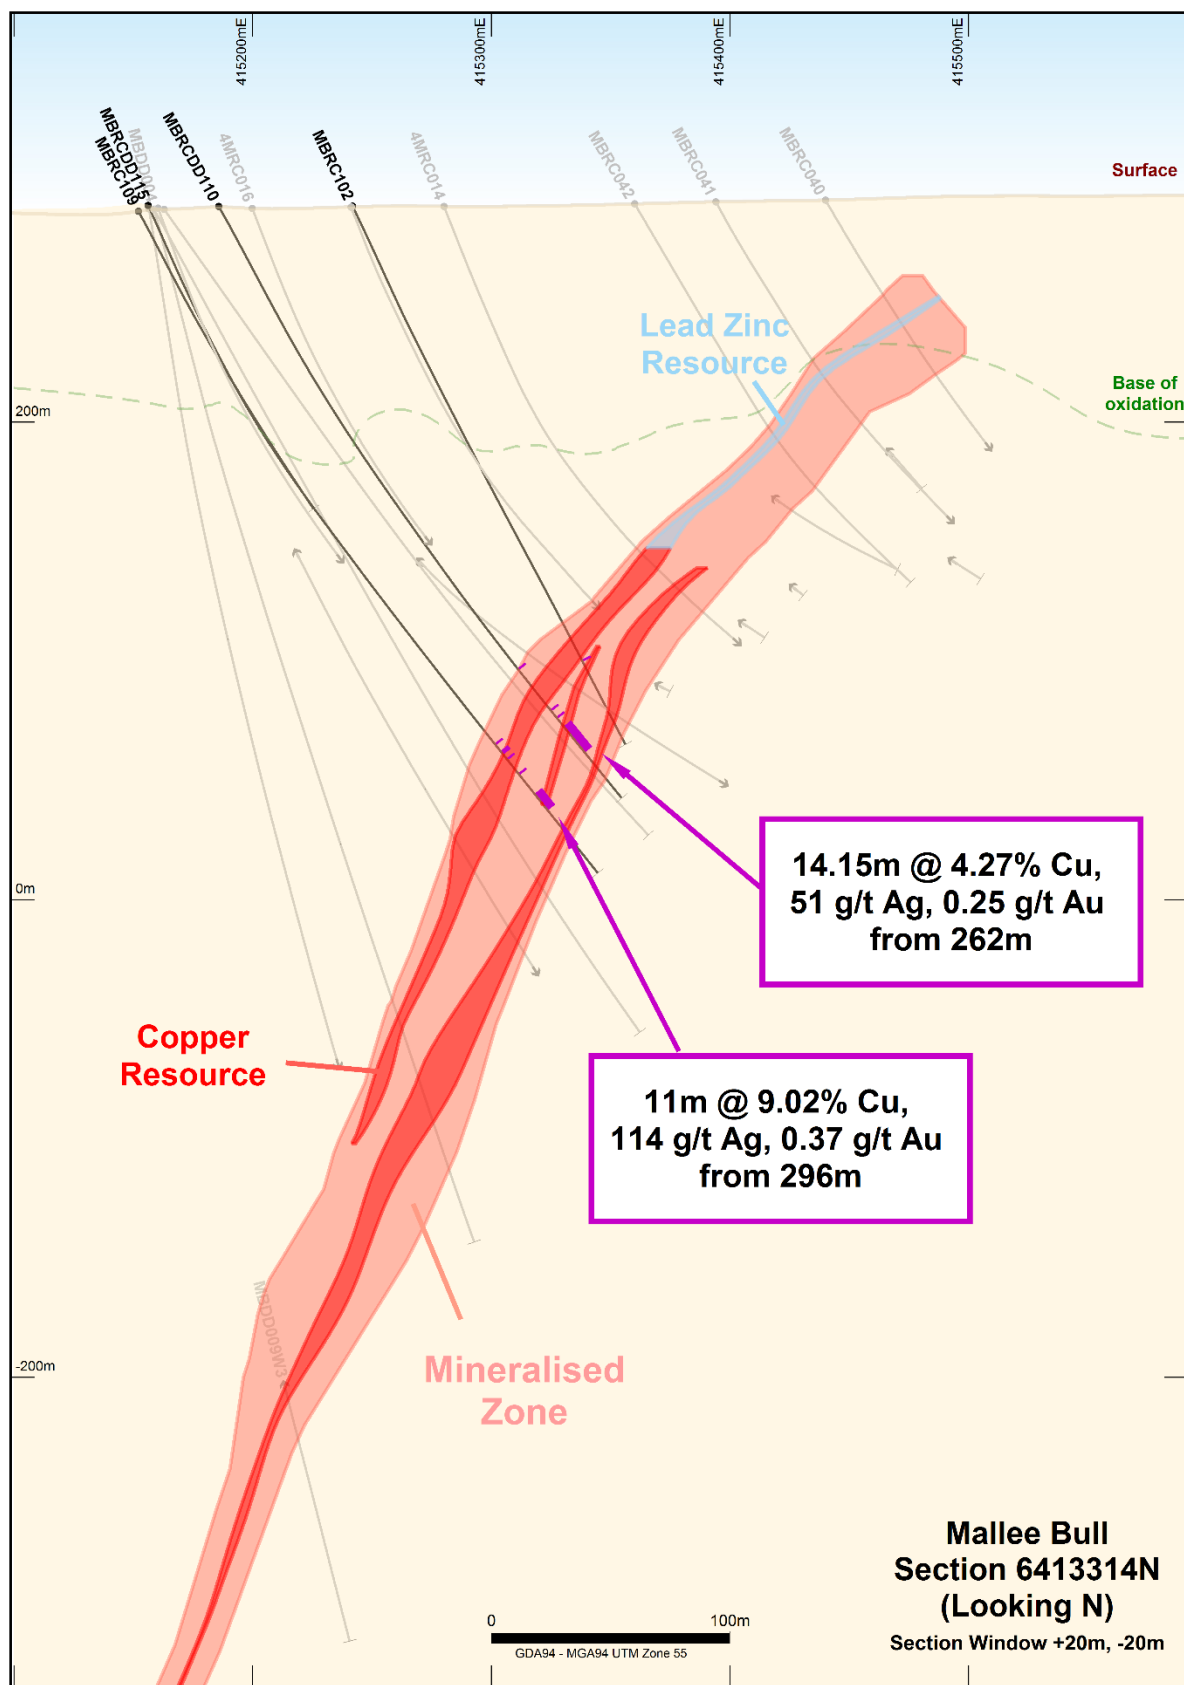 415200mE
415300mE
415400mE
415500mE
MBRC109
MBRCDD115
MBDD001
MBRCDD110
4MRC016
MBRC102
4MRC014
MBRC042
MBRC041
MBRC040
Surface
Lead Zinc
Resource
Base of
oxidation
200m
0m
-200m
14.15m @ 4.27% Cu,
51 g/t Ag, 0.25 g/t Au
from 262m
Copper
Resource
11m @ 9.02% Cu,
114 g/t Ag, 0.37 g/t Au
from 296m
MBDD009W3
Mineralised
Zone
Mallee Bull
Section 6413314N
(Looking N)
Section Window +20m, -20m
0
100m
GDA94 - MGA94 UTM Zone 55